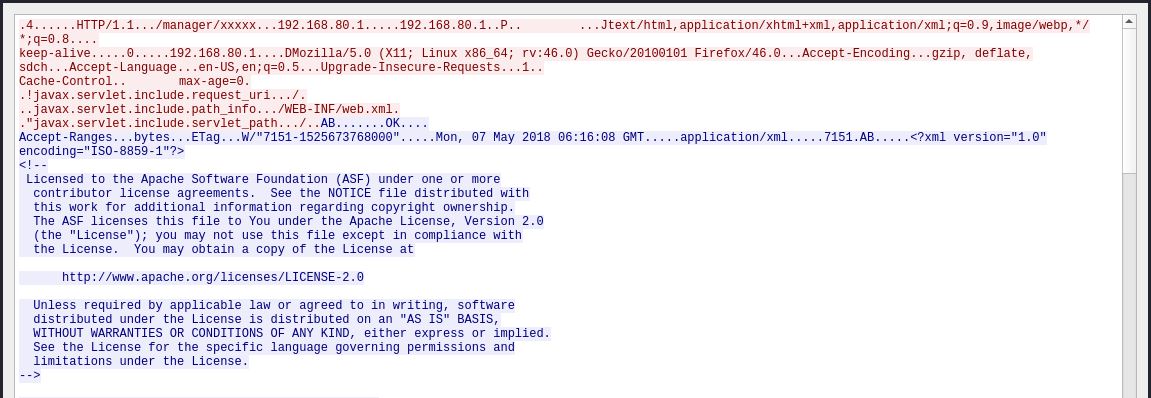 .4......HTTP/1.1.../manager/xxxxx...192.168.80.1.....192.168.80.1..P..        ...Jtext/html,application/xhtml+xml,application/xml;q=0.9,image/webp,*/
*;q=0.8....
keep-alive.....0.....192.168.80.1....DMozilla/5.0 (X11; Linux x86_64; rv:46.0) Gecko/20100101 Firefox/46.0...Accept-Encoding...gzip, deflate,
sdch...Accept-Language...en-US,en;q=0.5...Upgrade-Insecure-Requests...1..
Cache-Control..       max-age=0.
.!javax.servlet.include.request_uri.../.
..javax.servlet.include.path_info.../WEB-INF/web.xml.
."javax.servlet.include.servlet_path.../..AB.......OK....
Accept-Ranges...bytes...ETag...W/"7151-1525673768000".....Mon, 07 May 2018 06:16:08 GMT.....application/xml.....7151.AB.....<?xml version="1.0"
encoding="ISO-8859-1"?>
<!--
 Licensed to the Apache Software Foundation (ASF) under one or more
  contributor license agreements.  See the NOTICE file distributed with
  this work for additional information regarding copyright ownership.
  The ASF licenses this file to You under the Apache License, Version 2.0
  (the "License"); you may not use this file except in compliance with
  the License.  You may obtain a copy of the License at
      http://www.apache.org/licenses/LICENSE-2.0
  Unless required by applicable law or agreed to in writing, software
  distributed under the License is distributed on an "AS IS" BASIS,
  WITHOUT WARRANTIES OR CONDITIONS OF ANY KIND, either express or implied.
  See the License for the specific language governing permissions and
  limitations under the License.
-->